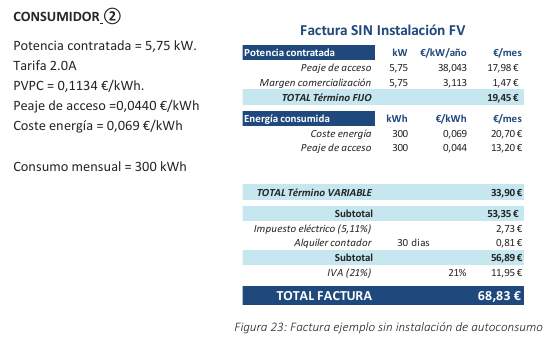 CONSUMIDOR ②
Potencia contratada = 5,75 kW.
Tarifa 2.0A
PVPC = 0,1134 €/kWh.
Peaje de acceso =0,0440 €/kWh
Coste energía = 0,069 €/kWh
Consumo mensual = 300 kWh
Factura SIN Instalación FV
Potencia contratada kW €/kW/año €/mes
Peaje de acceso 5,75 38,043 17,98 €
Margen comercialización 5,75 3,113 1,47 €
TOTAL Término FIJO 19,45 €
Energía consumida kWh €/kWh €/mes
Coste energía 300 0,069 20,70 €
Peaje de acceso 300 0,044 13,20 €
TOTAL Término VARIABLE 33,90 €
Subtotal 53,35 €
Impuesto eléctrico (5,11%) 2,73 €
Alquiler contador 30 dias 0,81 €
Subtotal 56,89 €
IVA (21%) 21% 11,95 €
TOTAL FACTURA 68,83 €
Figura 23: Factura ejemplo sin instalación de autoconsumo